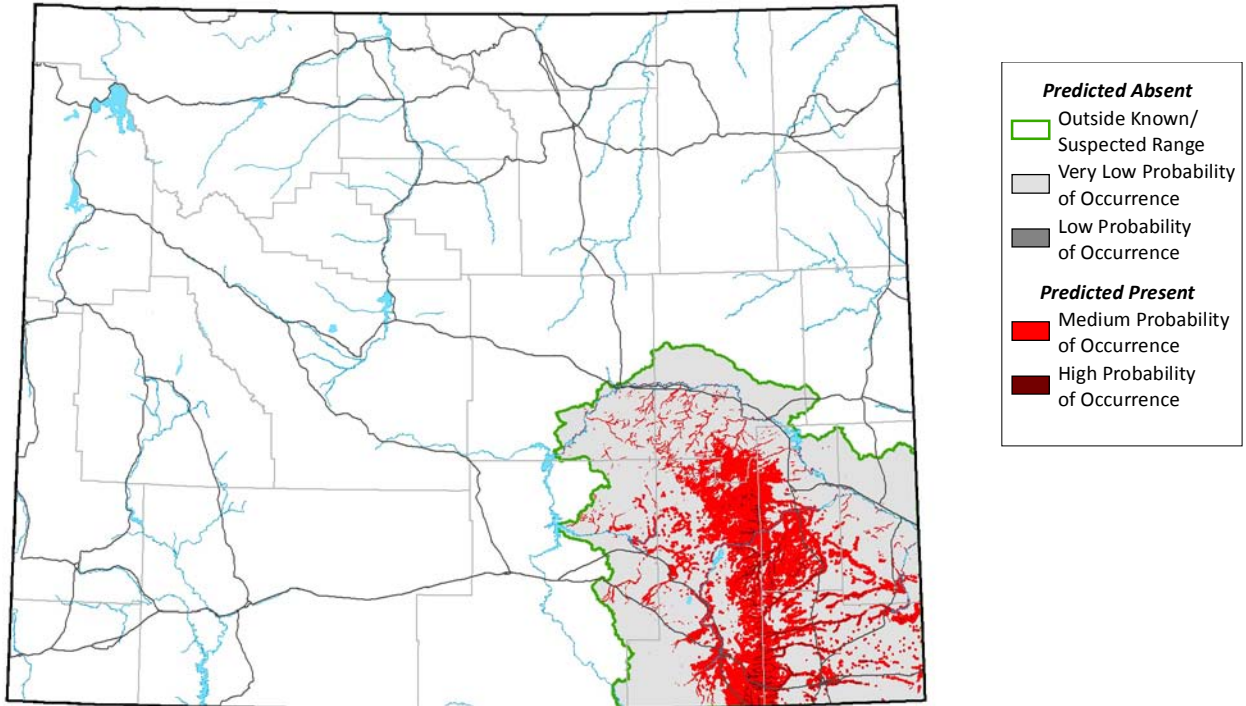 Predicted Absent
Outside Known/
Suspected Range
Very Low Probability
of Occurrence
Low Probability
of Occurrence
Predicted Present
Medium Probability
of Occurrence
High Probability
of Occurrence